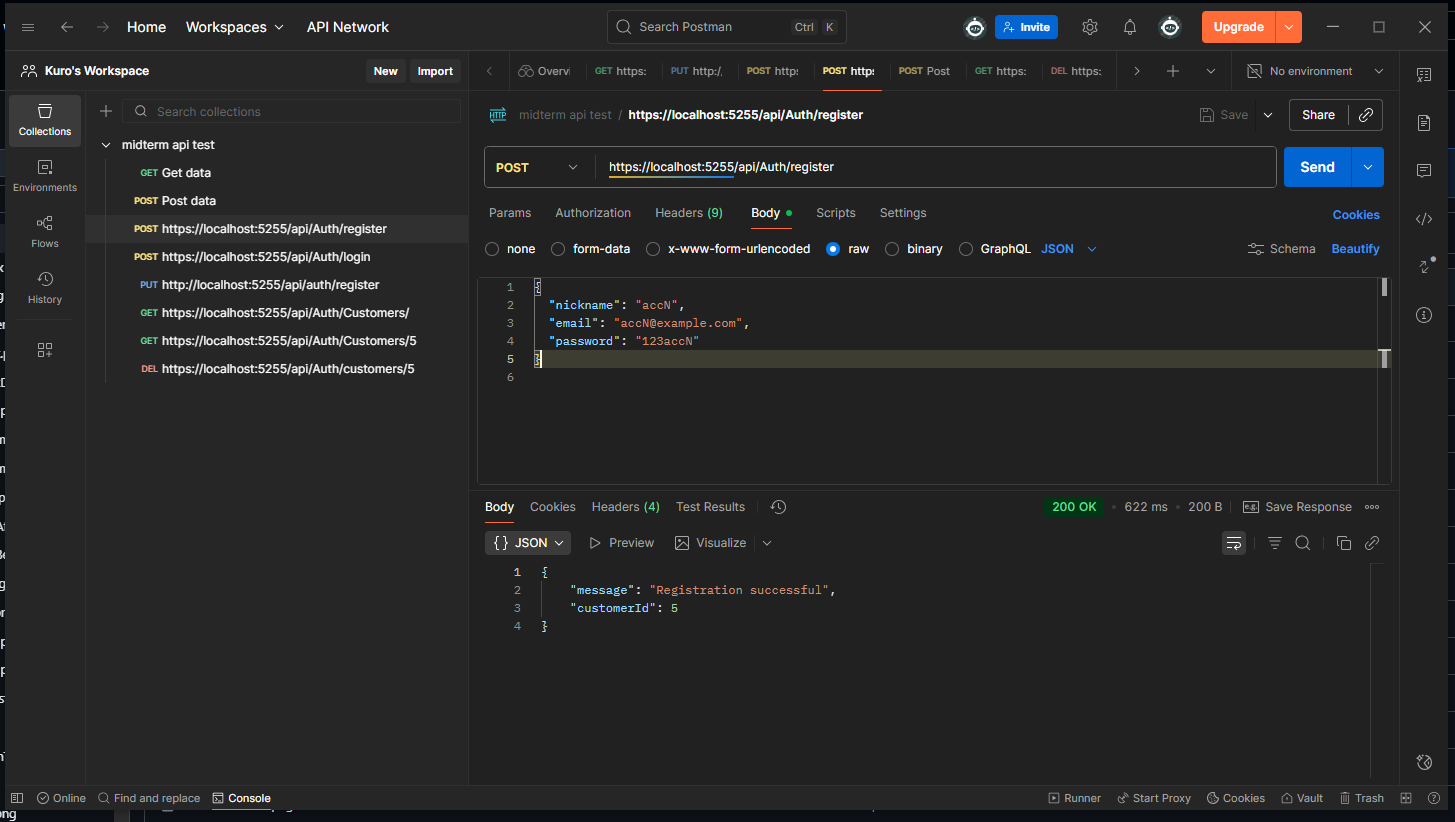 Home Workspaces API Network Search Postman Ctrl K Invite Upgrade
Kuro's Workspace New Import Overvi GET https: PUT http:/, POST http: POST http: POST Post GET https: DEL https: No environment
Collections
Environments
Flows
History
Search collections
midterm api test
GET Get data
POST Post data
POST https://localhost:5255/api/Auth/register
POST https://localhost:5255/api/Auth/login
PUT http://localhost:5255/api/auth/register
GET https://localhost:5255/api/Auth/Customers/
GET https://localhost:5255/api/Auth/Customers/5
DEL https://localhost:5255/api/Auth/customers/5
HTTP midterm api test / https://localhost:5255/api/Auth/register Save Share
POST https://localhost:5255/api/Auth/register Send
Params Authorization Headers (9) Body Scripts Settings Cookies
none form-data x-www-form-urlencoded raw binary GraphQL JSON Schema Beautify
1 {
2 "nickname": "accN",
3 "email": "accN@example.com",
4 "password": "123accN"
5 }
6
Body Cookies Headers (4) Test Results 200 OK 622 ms 200 B e.g. Save Response
{} JSON Preview Visualize
1 {
2 "message": "Registration successful",
3 "customerId": 5
4 }
Online Find and replace Console Runner Start Proxy Cookies Vault Trash